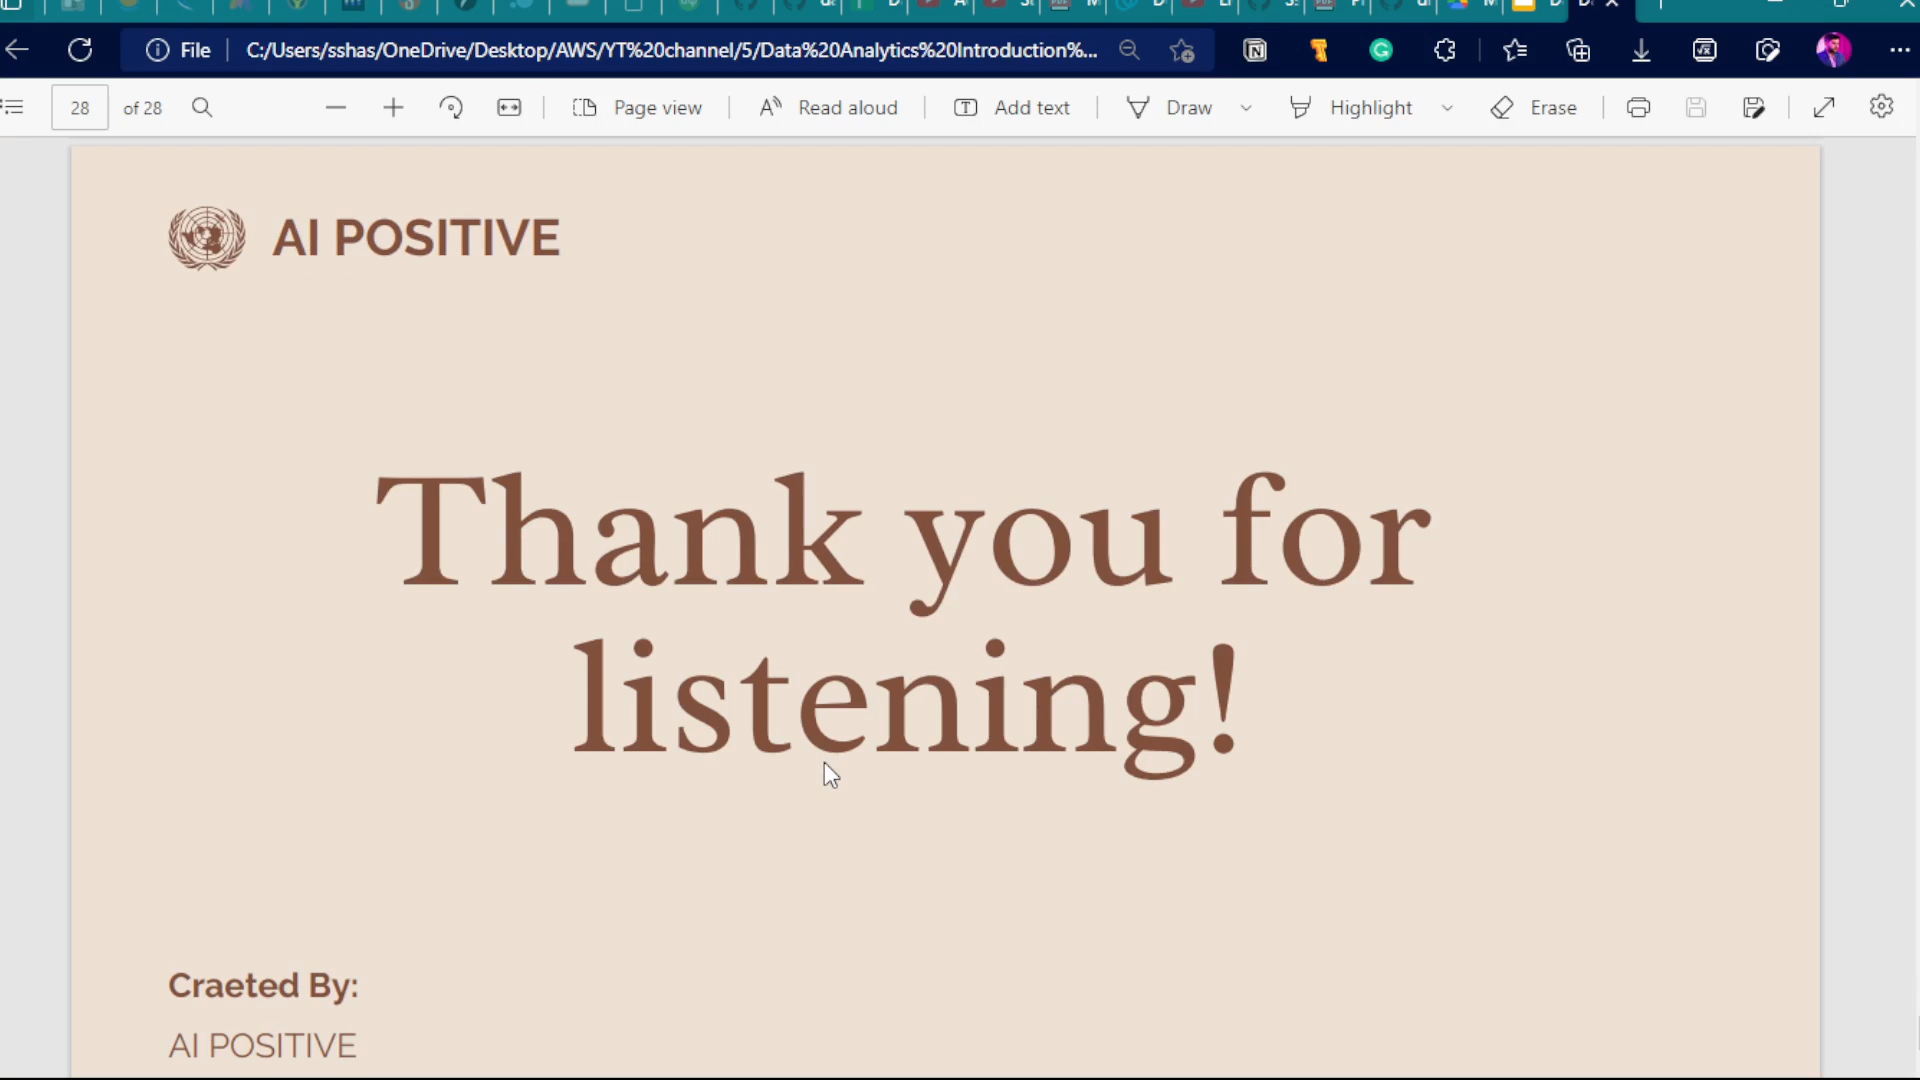 File C:/Users/sshas/OneDrive/Desktop/AWS/YT%20channel/5/Data%20Analytics%20Introduction%...
28 of 28 Page view Read aloud Add text Draw Highlight Erase
AI POSITIVE
Thank you for
listening!
Craeted By:
AI POSITIVE